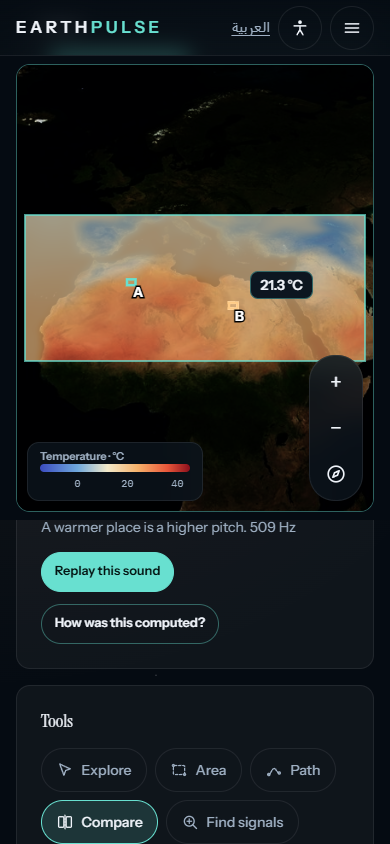 EARTHPULSE
العربية
21.3 °C
A
B
+
−
Temperature · °C
0 20 40
A warmer place is a higher pitch. 509 Hz
Replay this sound
How was this computed?
Tools
Explore Area Path
Compare Find signals